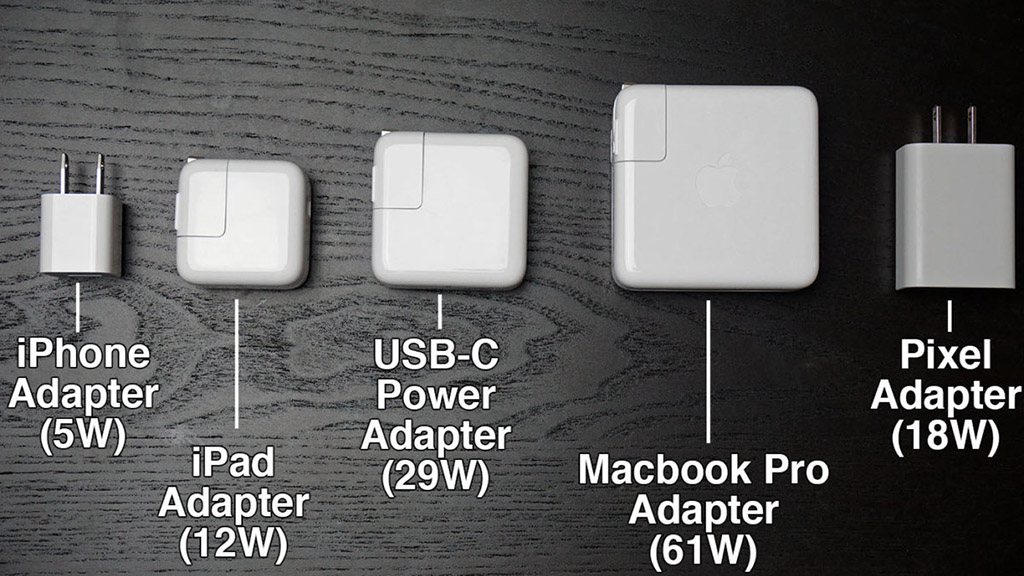 iPhone
Adapter
(5W)
iPad
Adapter
(12W)
USB-C
Power
Adapter
(29W)
Macbook Pro
Adapter
(61W)
Pixel
Adapter
(18W)